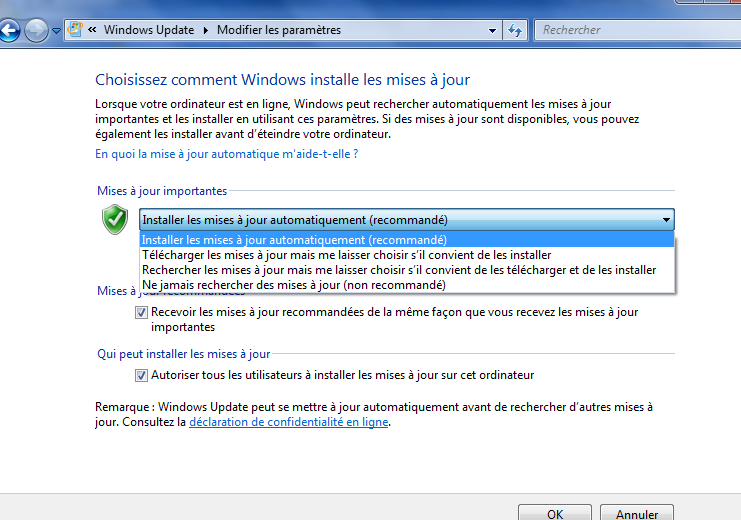 « Windows Update ▸ Modifier les paramètres
Rechercher
Choisissez comment Windows installe les mises à jour
Lorsque votre ordinateur est en ligne, Windows peut rechercher automatiquement les mises à jour
importantes et les installer en utilisant ces paramètres. Si des mises à jour sont disponibles, vous pouvez
également les installer avant d'éteindre votre ordinateur.
En quoi la mise à jour automatique m'aide-t-elle ?
Mises à jour importantes
Installer les mises à jour automatiquement (recommandé)
Installer les mises à jour automatiquement (recommandé)
Télécharger les mises à jour mais me laisser choisir s'il convient de les installer
Rechercher les mises à jour mais me laisser choisir s'il convient de les télécharger et de les installer
Ne jamais rechercher des mises à jour (non recommandé)
Mises à jour recommandées
Recevoir les mises à jour recommandées de la même façon que vous recevez les mises à jour
importantes
Qui peut installer les mises à jour
Autoriser tous les utilisateurs à installer les mises à jour sur cet ordinateur
Remarque : Windows Update peut se mettre à jour automatiquement avant de rechercher d'autres mises à
jour. Consultez la déclaration de confidentialité en ligne.
OK
Annuler